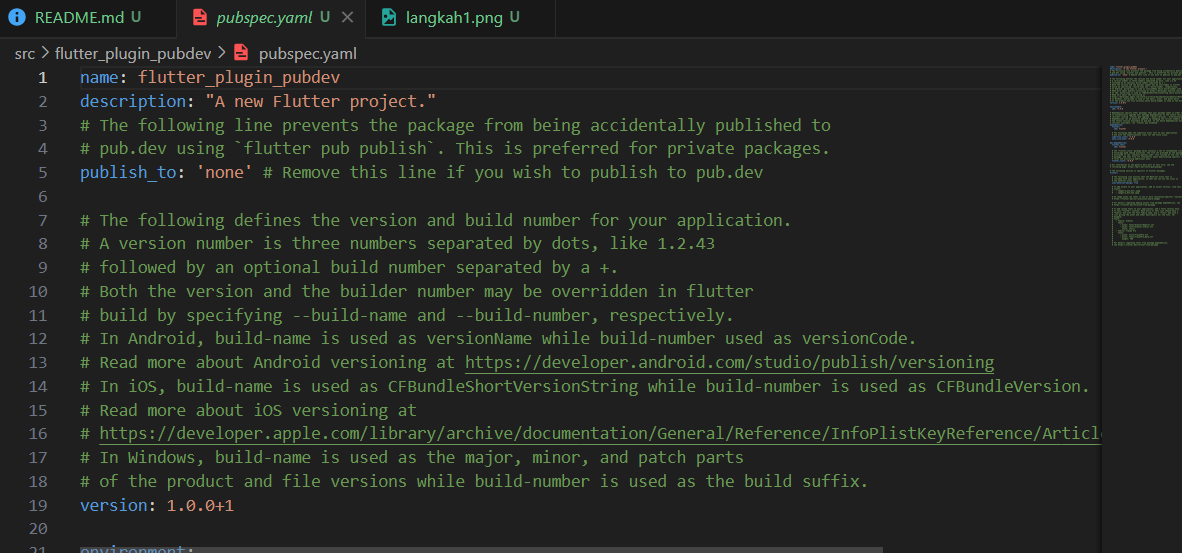 README.md U
pubspec.yaml U
langkah1.png U
src > flutter_plugin_pubdev > pubspec.yaml
1 name: flutter_plugin_pubdev
2 description: "A new Flutter project."
3 # The following line prevents the package from being accidentally published to
4 # pub.dev using `flutter pub publish`. This is preferred for private packages.
5 publish_to: 'none' # Remove this line if you wish to publish to pub.dev
6
7 # The following defines the version and build number for your application.
8 # A version number is three numbers separated by dots, like 1.2.43
9 # followed by an optional build number separated by a +.
10 # Both the version and the builder number may be overridden in flutter
11 # build by specifying --build-name and --build-number, respectively.
12 # In Android, build-name is used as versionName while build-number used as versionCode.
13 # Read more about Android versioning at https://developer.android.com/studio/publish/versioning
14 # In iOS, build-name is used as CFBundleShortVersionString while build-number is used as CFBundleVersion.
15 # Read more about iOS versioning at
16 # https://developer.apple.com/library/archive/documentation/General/Reference/InfoPlistKeyReference/Articl
17 # In Windows, build-name is used as the major, minor, and patch parts
18 # of the product and file versions while build-number is used as the build suffix.
19 version: 1.0.0+1
20
21 environment: